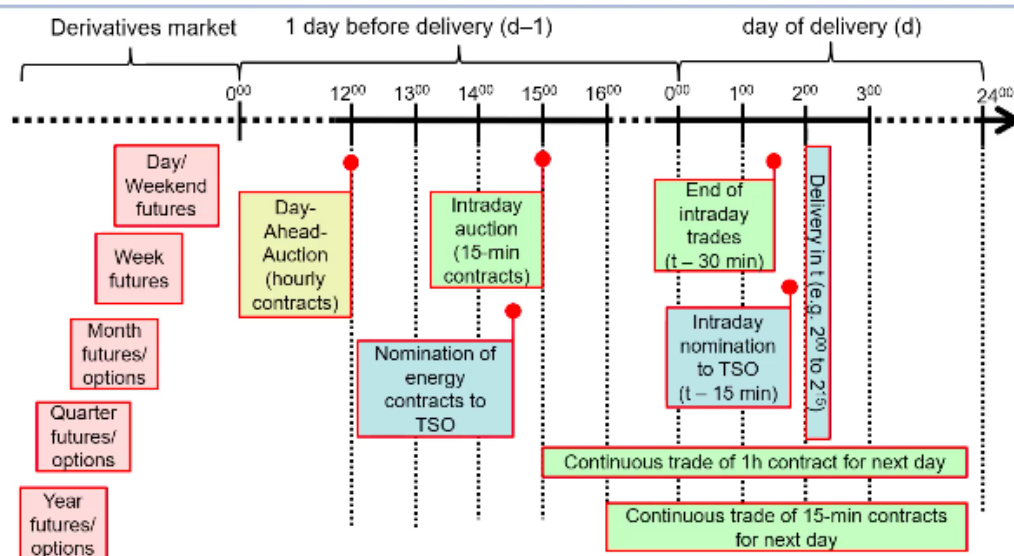 Derivatives market
1 day before delivery (d–1)
day of delivery (d)
0⁰⁰
12⁰⁰
13⁰⁰
14⁰⁰
15⁰⁰
16⁰⁰
0⁰⁰
1⁰⁰
2⁰⁰
3⁰⁰
24⁰⁰
Day/
Weekend
futures
Week
futures
Month
futures/
options
Quarter
futures/
options
Year
futures/
options
Day-
Ahead-
Auction
(hourly
contracts)
Intraday
auction
(15-min
contracts)
Nomination of
energy
contracts to
TSO
End of
intraday
trades
(t – 30 min)
Intraday
nomination
to TSO
(t – 15 min)
Delivery in t (e.g. 2⁰⁰ to 2¹⁵)
Continuous trade of 1h contract for next day
Continuous trade of 15-min contracts
for next day